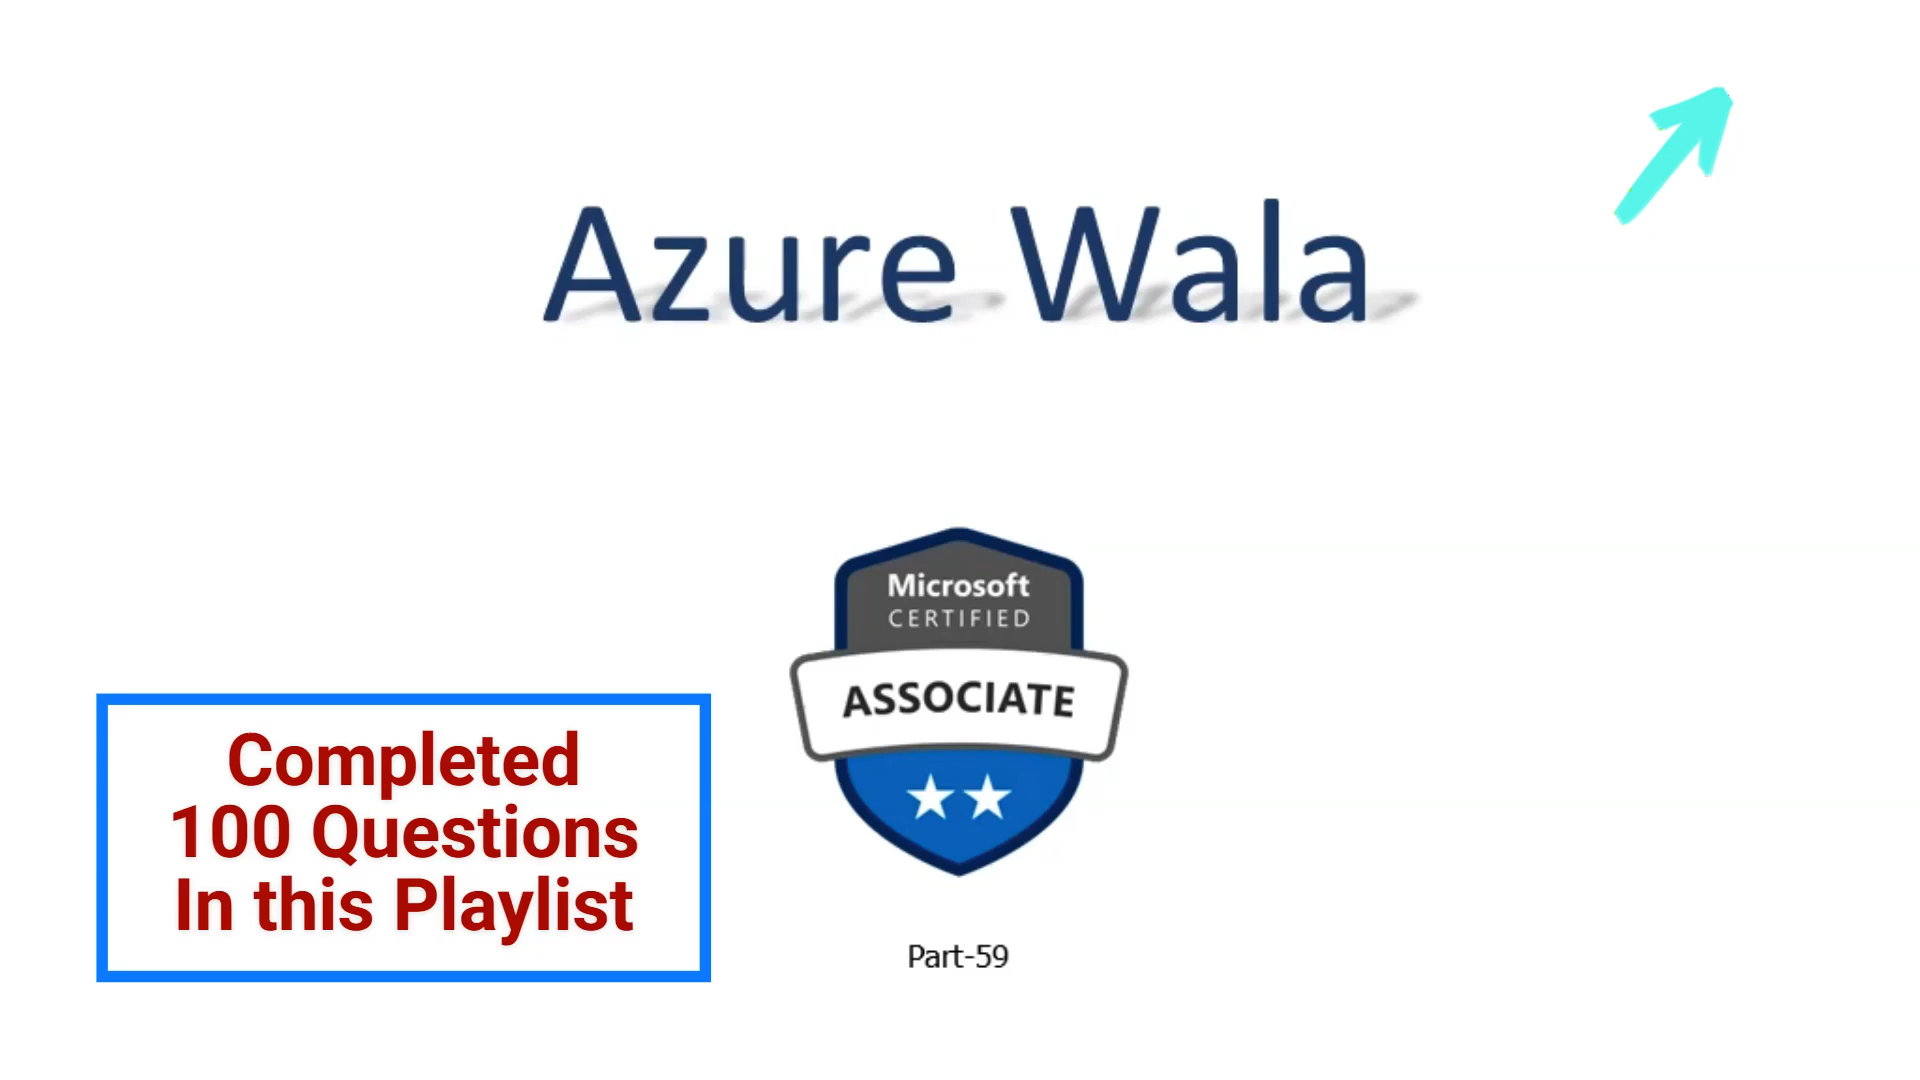 Azure Wala
Microsoft
CERTIFIED
ASSOCIATE
Completed
100 Questions
In this Playlist
Part-59